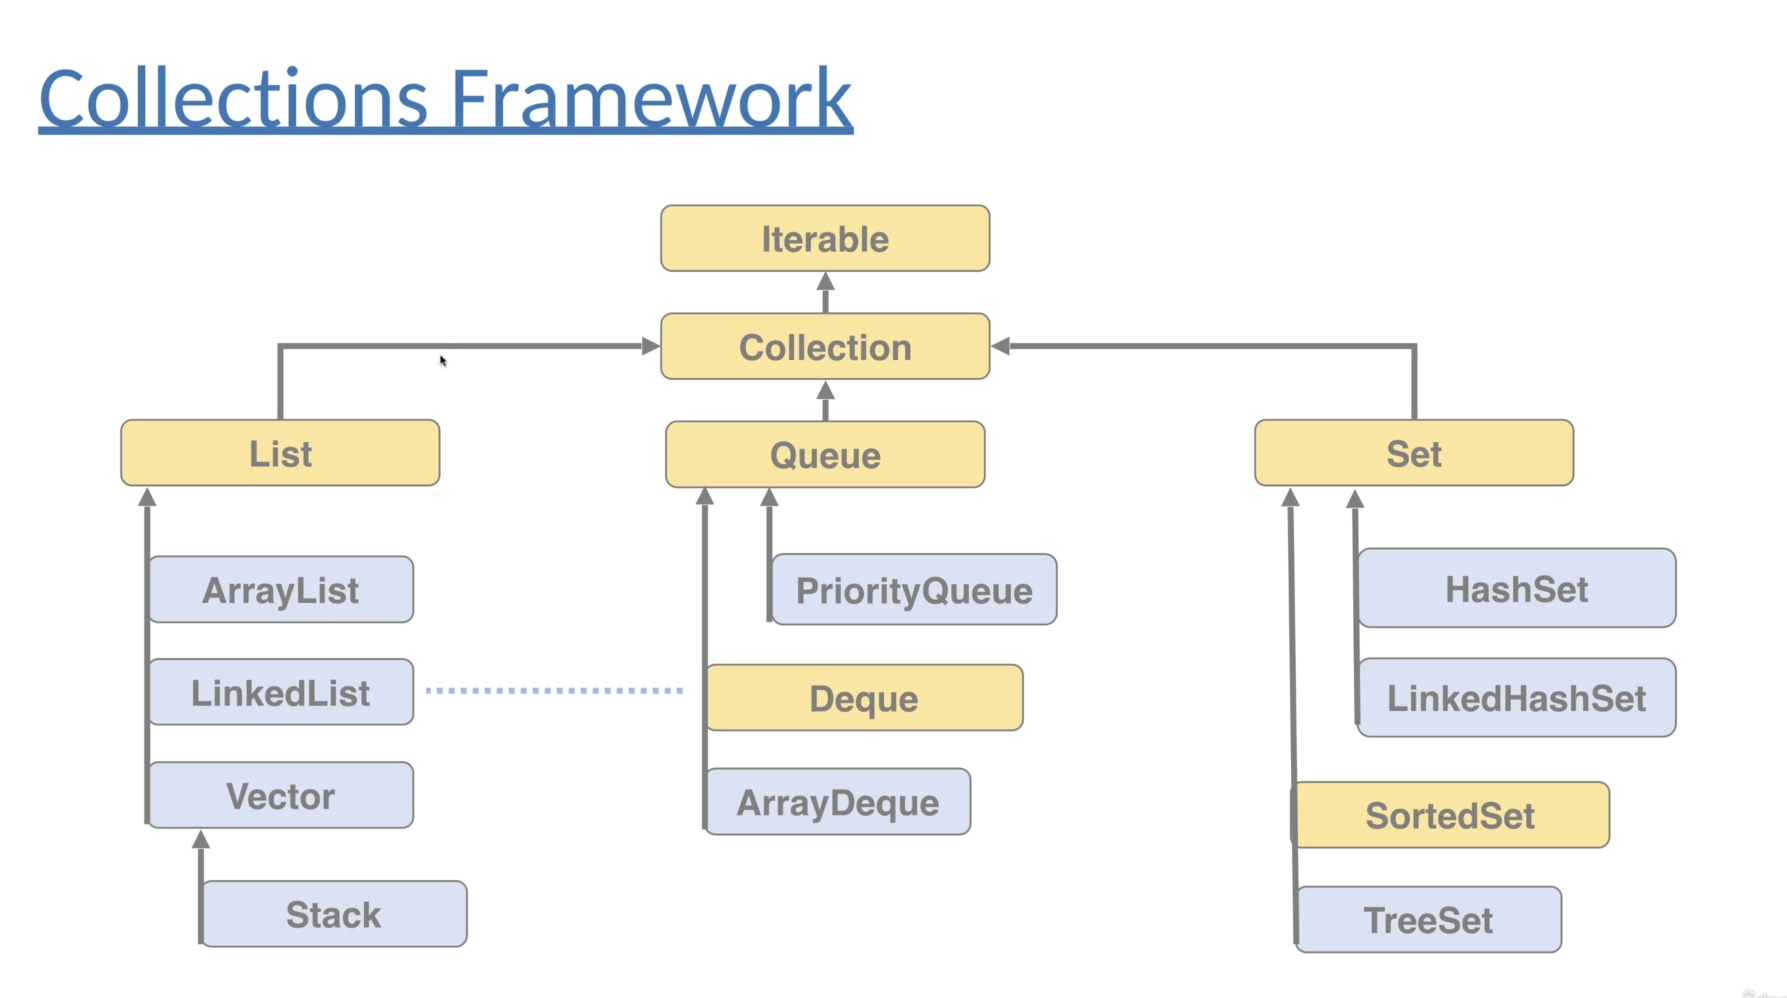 Collections Framework
Iterable
Collection
List
Queue
Set
ArrayList
PriorityQueue
HashSet
LinkedList
Deque
LinkedHashSet
Vector
ArrayDeque
SortedSet
Stack
TreeSet